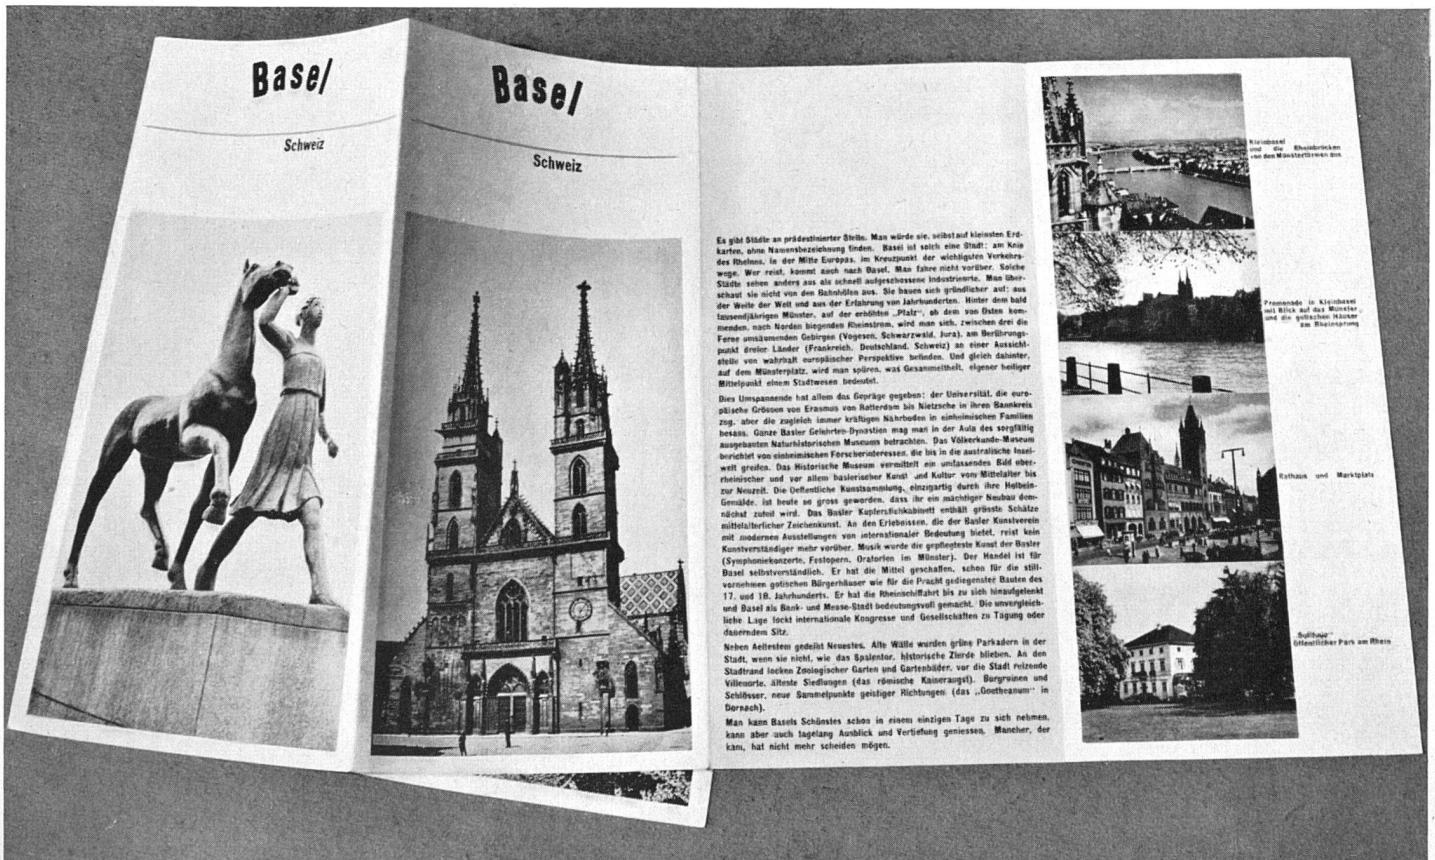 Basel
Schweiz
Basel
Schweiz
Es gibt Städte an prädestinierter Stelle. Man würde sie, selbst auf kleinsten Erd-
karten, ohne Namensbezeichnung finden. Basel ist solch eine Stadt: am Knie
des Rheines, in der Mitte Europas, im Kreuzpunkt der wichtigsten Verkehrs-
wege. Wer reist, kommt auch nach Basel. Man fahre nicht vorüber. Solche
Städte sehen anders aus als schnell aufgeschossene Industrieorte. Man über-
schaut sie nicht von den Bahnhöfen aus. Sie bauen sich gründlicher auf: aus
der Weite der Welt und aus der Erfahrung von Jahrhunderten. Hinter dem bald
tausendjährigen Münster, auf der erhöhten „Pfalz“, ob dem von Osten kom-
menden, nach Norden biegenden Rheinstrom, wird man sich, zwischen drei die
Ferne umsäumenden Gebirgen (Vogesen, Schwarzwald, Jura), am Berührungs-
punkt dreier Länder (Frankreich, Deutschland, Schweiz) an einer Aussicht-
stelle von wahrhaft europäischer Perspektive befinden. Und gleich dahinter,
auf dem Münsterplatz, wird man spüren, was Gesammeltheit, eigener heiliger
Mittelpunkt einem Stadtwesen bedeutet.
Dies Umspannende hat allem das Gepräge gegeben: der Universität, die euro-
päische Grössen von Erasmus von Rotterdam bis Nietzsche in ihren Bannkreis
zog, aber die zugleich immer kräftigen Nährboden in einheimischen Familien
besass. Ganze Basler Gelehrten-Dynastien mag man in der Aula des sorgfältig
ausgebauten Naturhistorischen Museums betrachten. Das Völkerkunde-Museum
berichtet von einheimischen Forscherinteressen, die bis in die australische Insel-
welt greifen. Das Historische Museum vermittelt ein umfassendes Bild ober-
rheinischer und vor allem baslerischer Kunst und Kultur vom Mittelalter bis
zur Neuzeit. Die Oeffentliche Kunstsammlung, einzigartig durch ihre Holbein-
Gemälde, ist heute so gross geworden, dass ihr ein mächtiger Neubau dem-
nächst zuteil wird. Das Basler Kupferstichkabinett enthält grösste Schätze
mittelalterlicher Zeichenkunst. An den Erlebnissen, die der Basler Kunstverein
mit modernen Ausstellungen von internationaler Bedeutung bietet, reist kein
Kunstverständiger mehr vorüber. Musik wurde die gepflegteste Kunst der Basler
(Symphoniekonzerte, Festopern, Oratorien im Münster). Der Handel ist für
Basel selbstverständlich. Er hat die Mittel geschaffen, schon für die still-
vornehmen gotischen Bürgerhäuser wie für die Pracht gediegenster Bauten des
17. und 18. Jahrhunderts. Er hat die Rheinschiffahrt bis zu sich hinaufgelenkt
und Basel als Bank- und Messe-Stadt bedeutungsvoll gemacht. Die unvergleich-
liche Lage lockt internationale Kongresse und Gesellschaften zu Tagung oder
dauerndem Sitz.
Neben Aeltestem gedeiht Neuestes. Alte Wälle wurden grüne Parkadern in der
Stadt, wenn sie nicht, wie das Spalentor, historische Zierde blieben. An den
Stadtrand locken Zoologischer Garten und Gartenbäder, vor die Stadt reizende
Villenorte, älteste Siedlungen (das römische Kaiseraugst). Burgruinen und
Schlösser, neue Sammelpunkte geistiger Richtungen (das „Goetheanum“ in
Dornach).
Man kann Basels Schönstes schon in einem einzigen Tage zu sich nehmen,
kann aber auch tagelang Ausblick und Vertiefung geniessen. Mancher, der
kam, hat nicht mehr scheiden mögen.
Kleinbasel
und die Rheinbrücken
von den Münstertürmen aus
Promenade in Kleinbasel
mit Blick auf das Münster
und die gotischen Häuser
am Rheinsprung
Rathaus und Marktplatz
„Solitude“
öffentlicher Park am Rhein